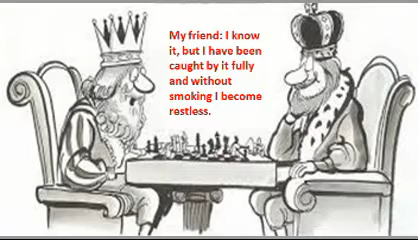 My friend: I know
it, but I have been
caught by it fully
and without
smoking I become
restless.